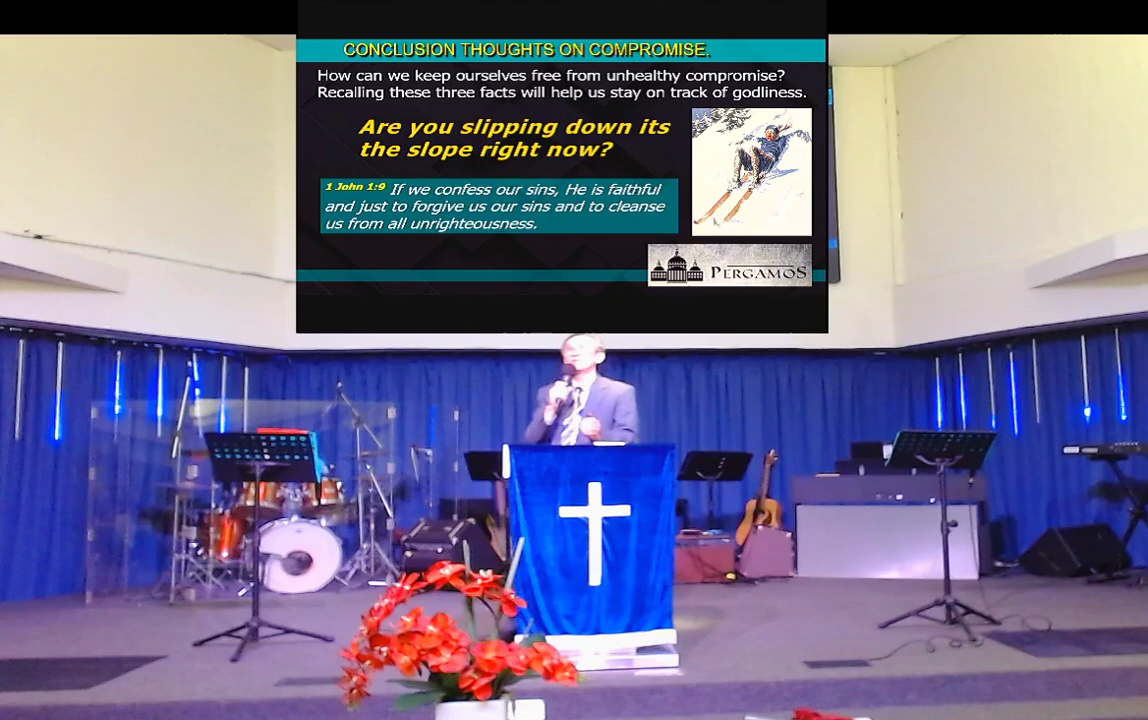 CONCLUSION THOUGHTS ON COMPROMISE.
How can we keep ourselves free from unhealthy compromise?
Recalling these three facts will help us stay on track of godliness.
Are you slipping down its
the slope right now?
1 John 1:9 If we confess our sins, He is faithful
and just to forgive us our sins and to cleanse
us from all unrighteousness.
PERGAMOS